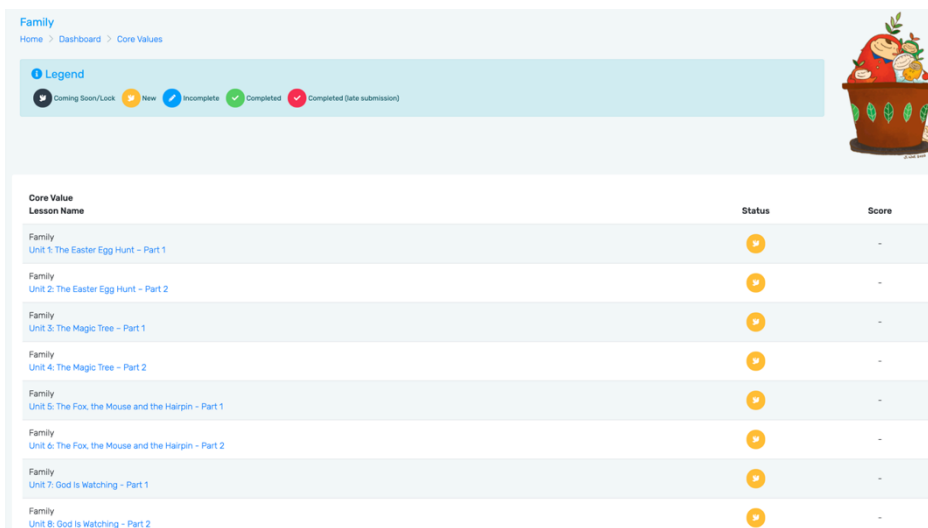 Family
Home > Dashboard > Core Values
Legend
Coming Soon/Lock New Incomplete Completed Completed (late submission)
Core Value
Lesson Name Status Score
Family
Unit 1: The Easter Egg Hunt – Part 1 -
Family
Unit 2: The Easter Egg Hunt – Part 2 -
Family
Unit 3: The Magic Tree – Part 1 -
Family
Unit 4: The Magic Tree – Part 2 -
Family
Unit 5: The Fox, the Mouse and the Hairpin - Part 1 -
Family
Unit 6: The Fox, the Mouse and the Hairpin - Part 2 -
Family
Unit 7: God Is Watching - Part 1 -
Family
Unit 8: God Is Watching - Part 2 -